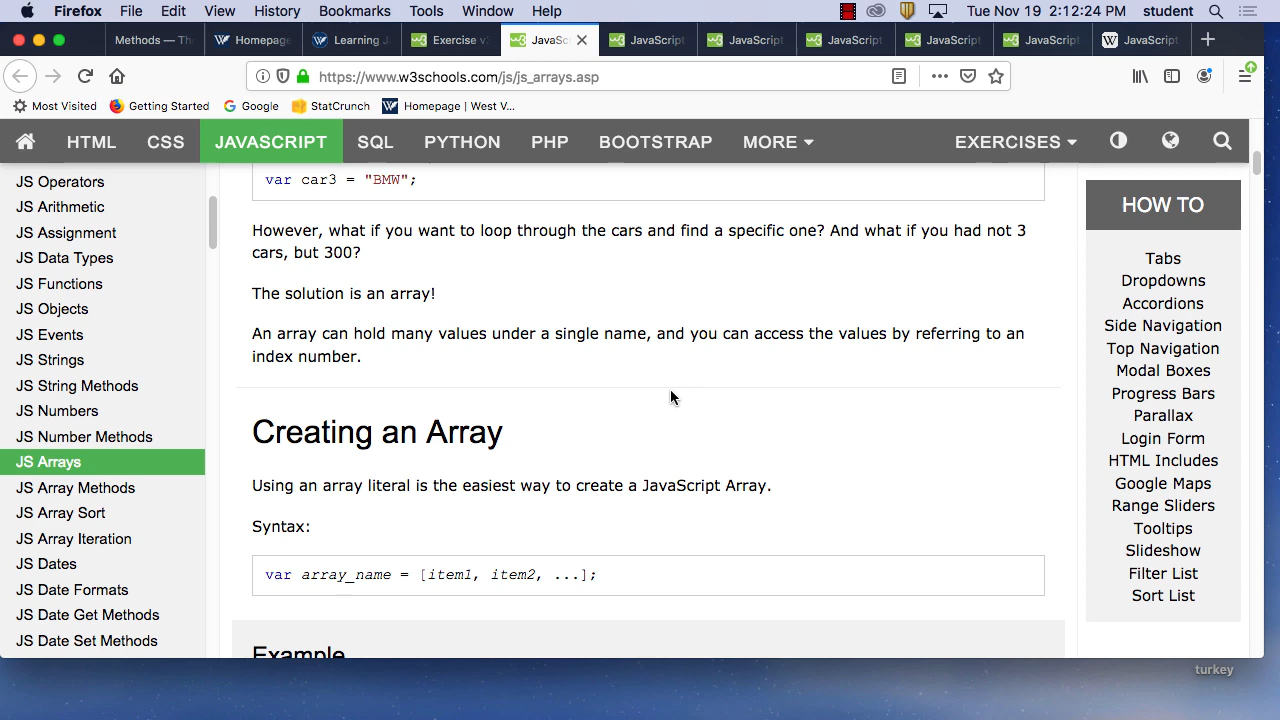 Firefox File Edit View History Bookmarks Tools Window Help Tue Nov 19 2:12:24 PM student
Methods — Th Homepage Learning J Exercise v JavaSc JavaScript JavaScript JavaScript JavaScript JavaScript JavaScript
https://www.w3schools.com/js/js_arrays.asp
Most Visited Getting Started Google StatCrunch Homepage | West V...
HTML CSS JAVASCRIPT SQL PYTHON PHP BOOTSTRAP MORE EXERCISES
JS Operators
JS Arithmetic
JS Assignment
JS Data Types
JS Functions
JS Objects
JS Events
JS Strings
JS String Methods
JS Numbers
JS Number Methods
JS Arrays
JS Array Methods
JS Array Sort
JS Array Iteration
JS Dates
JS Date Formats
JS Date Get Methods
JS Date Set Methods
var car3 = "BMW";
However, what if you want to loop through the cars and find a specific one? And what if you had not 3
cars, but 300?
The solution is an array!
An array can hold many values under a single name, and you can access the values by referring to an
index number.
Creating an Array
Using an array literal is the easiest way to create a JavaScript Array.
Syntax:
var array_name = [item1, item2, ...];
Example
HOW TO
Tabs
Dropdowns
Accordions
Side Navigation
Top Navigation
Modal Boxes
Progress Bars
Parallax
Login Form
HTML Includes
Google Maps
Range Sliders
Tooltips
Slideshow
Filter List
Sort List
turkey